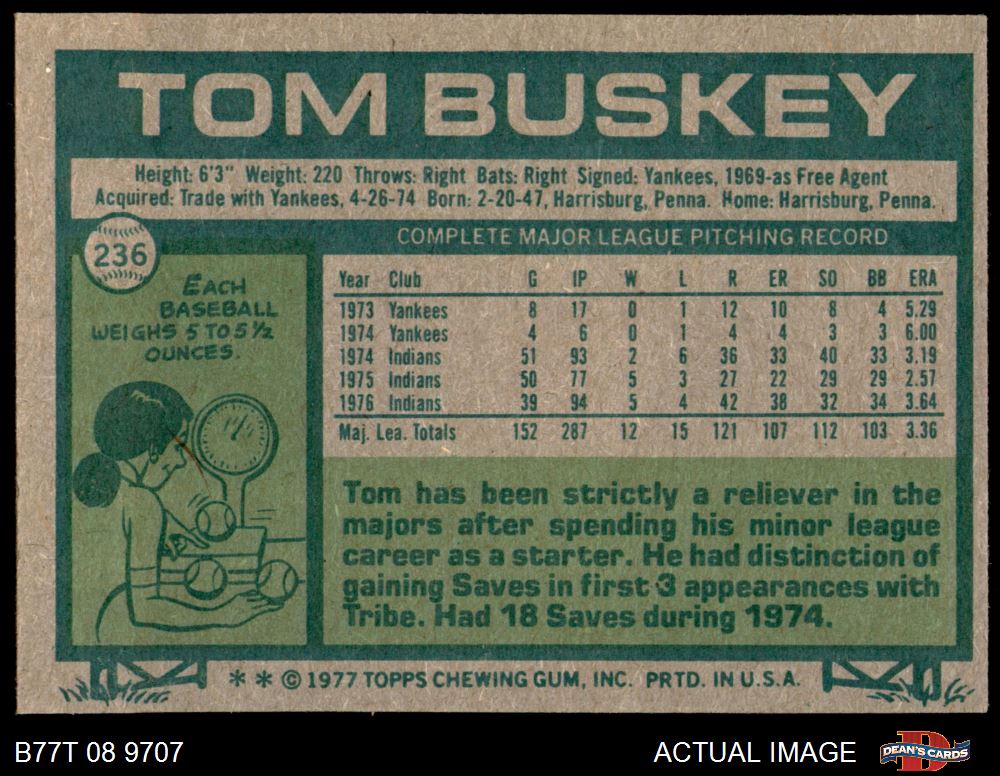 TOM BUSKEY
Height: 6'3" Weight: 220 Throws: Right Bats: Right Signed: Yankees, 1969-as Free Agent
Acquired: Trade with Yankees, 4-26-74 Born: 2-20-47, Harrisburg, Penna. Home: Harrisburg, Penna.
236
EACH
BASEBALL
WEIGHS 5 TO 5½
OUNCES.
COMPLETE MAJOR LEAGUE PITCHING RECORD
Year Club G IP W L R ER SO BB ERA
1973 Yankees 8 17 0 1 12 10 8 4 5.29
1974 Yankees 4 6 0 1 4 4 3 3 6.00
1974 Indians 51 93 2 6 36 33 40 33 3.19
1975 Indians 50 77 5 3 27 22 29 29 2.57
1976 Indians 39 94 5 4 42 38 32 34 3.64
Maj. Lea. Totals 152 287 12 15 121 107 112 103 3.36
Tom has been strictly a reliever in the
majors after spending his minor league
career as a starter. He had distinction of
gaining Saves in first 3 appearances with
Tribe. Had 18 Saves during 1974.
* * © 1977 TOPPS CHEWING GUM, INC. PRTD. IN U.S.A.
B77T 08 9707
ACTUAL IMAGE
D
DEAN'S CARDS